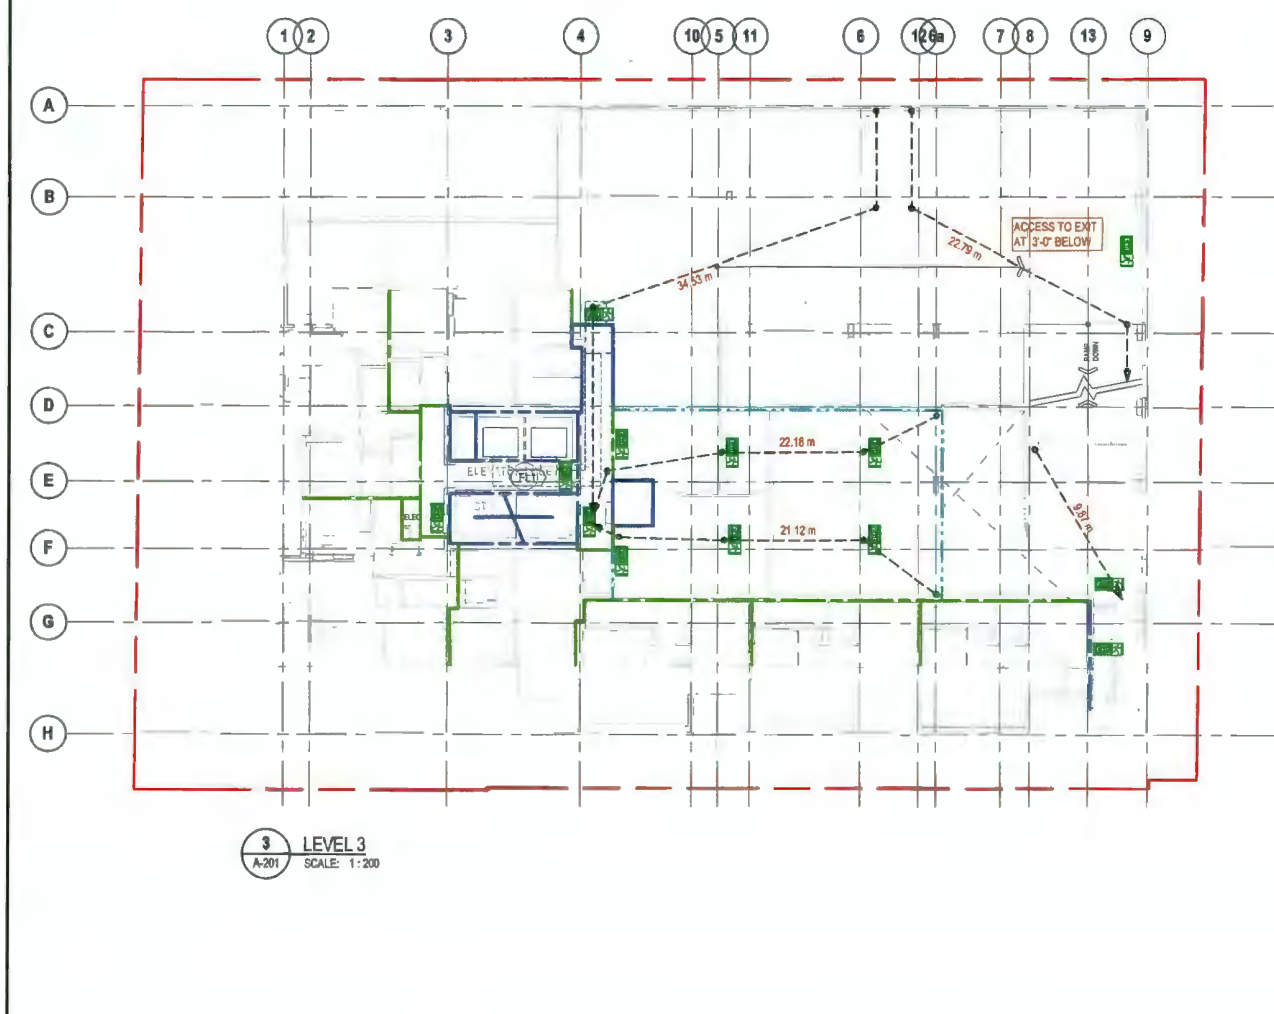 1 2 3 4 10 5 11 6 12 6a 7 8 13 9
A
B
ACCESS TO EXIT
AT 3'-0" BELOW
22.79 m
34.53 m
C
RAMP
DOWN
D
22.18 m
E
ELEC
9.87 m
F
21.12 m
G
H
3 LEVEL 3
A-201 SCALE: 1 : 200